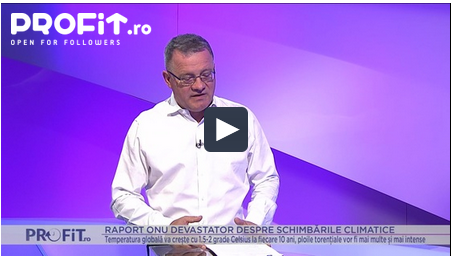 PROFiT.ro
OPEN FOR FOLLOWERS
RAPORT ONU DEVASTATOR DESPRE SCHIMBĂRILE CLIMATICE
PROFiT.ro
Temperatura globală va crește cu 1.5-2 grade Celsius la fiecare 10 ani, ploile torențiale vor fi mai multe și mai intense